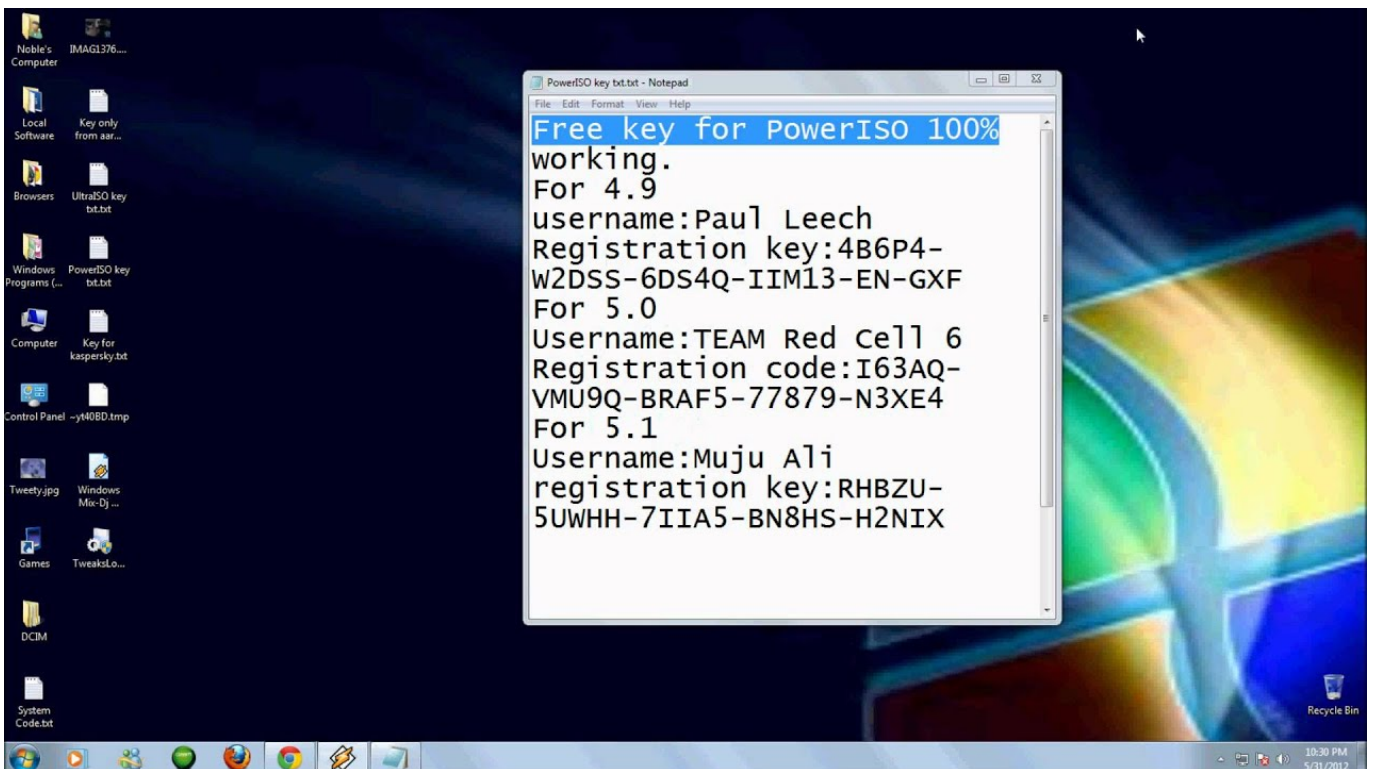 Noble's
Computer
IMAG1376....
Local
Software
Key only
from aar...
Browsers
UltraISO key
txt.txt
Windows
Programs (...
PowerISO key
txt.txt
Computer
Key for
kaspersky.txt
Control Panel
~yt40BD.tmp
Tweety.jpg
Windows
Mix-Dj ...
Games
TweaksLo...
DCIM
System
Code.txt
PowerISO key txt.txt - Notepad
File Edit Format View Help
Free key for PowerISO 100%
working.
For 4.9
username:Paul Leech
Registration key:4B6P4-
W2DSS-6DS4Q-IIM13-EN-GXF
For 5.0
Username:TEAM Red Cell 6
Registration code:I63AQ-
VMU9Q-BRAF5-77879-N3XE4
For 5.1
Username:Muju Ali
registration key:RHBZU-
5UWHH-7IIA5-BN8HS-H2NIX
Recycle Bin
10:30 PM
5/31/2012